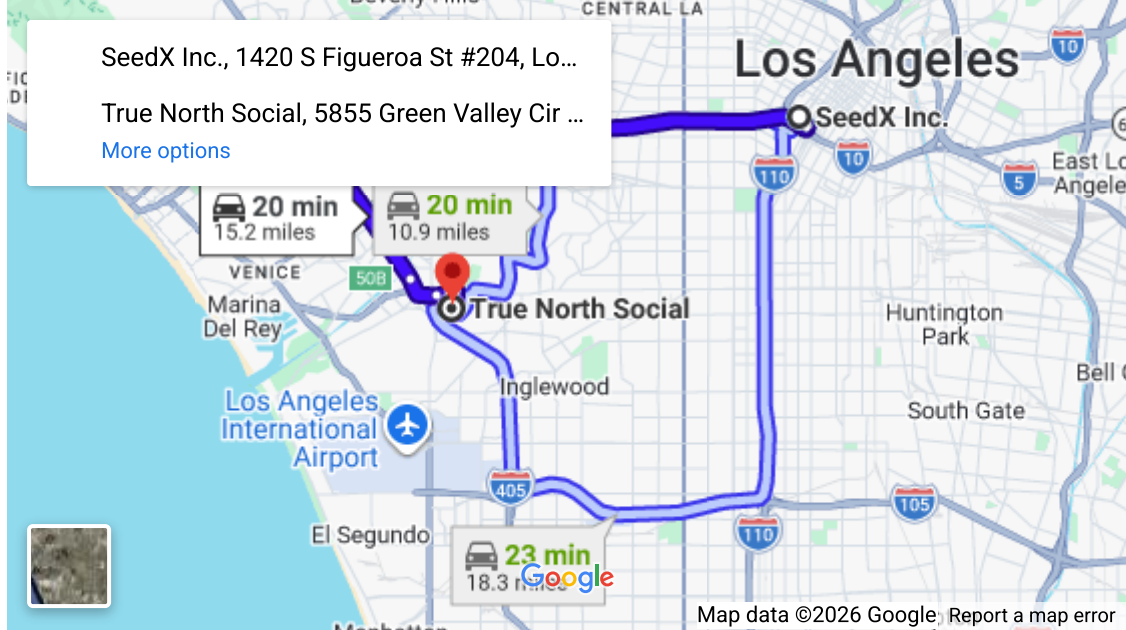 CENTRAL LA
SeedX Inc., 1420 S Figueroa St #204, Lo...
True North Social, 5855 Green Valley Cir ...
More options
Los Angeles
10
SeedX Inc.
10
110
5
East Lo
Angele
20 min
15.2 miles
20 min
10.9 miles
VENICE
50B
Marina
Del Rey
True North Social
Huntington
Park
Inglewood
Bell
South Gate
Los Angeles
International
Airport
405
105
110
El Segundo
23 min
18.3
Google
Map data ©2026 Google
Report a map error